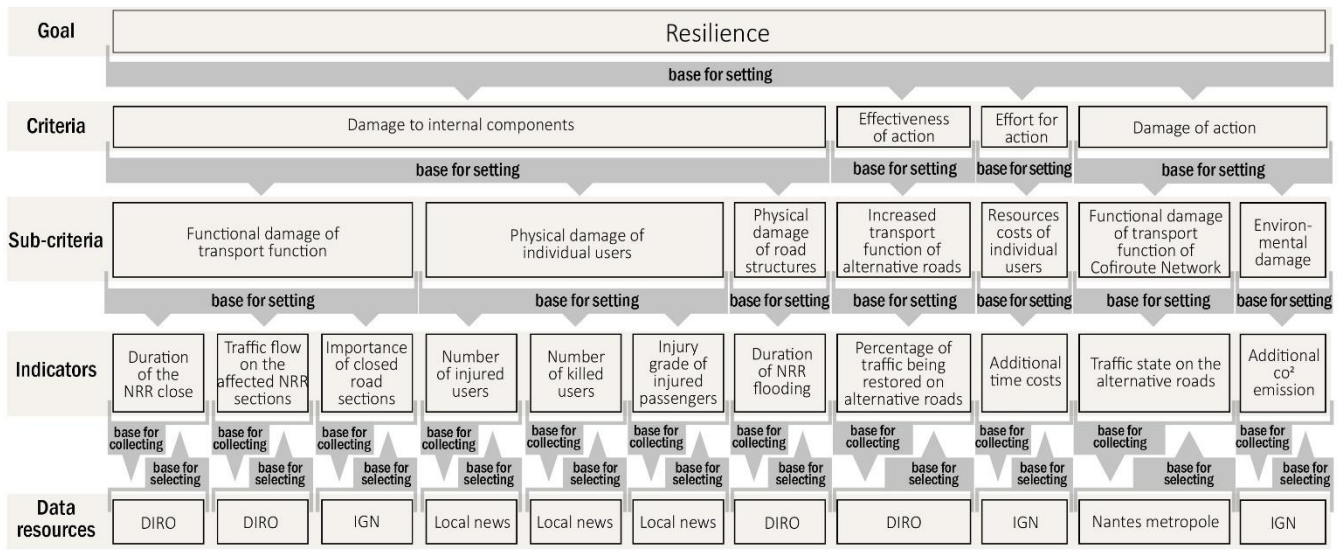 Goal
Resilience
base for setting
Criteria
Damage to internal components
Effectiveness
of action
Effort for
action
Damage of action
base for setting
base for setting
base for setting
base for setting
Sub-criteria
Functional damage of
transport function
Physical damage of
individual users
Physical
damage
of road
structures
Increased
transport
function of
alternative roads
Resources
costs of
individual
users
Functional damage
of transport
function of
Cofiroute Network
Environ-
mental
damage
base for setting
base for setting
base for setting
base for setting
base for setting
base for setting
base for setting
Indicators
Duration
of the
NRR close
Traffic flow
on the
affected NRR
sections
Importance
of closed
road
sections
Number
of injured
users
Number
of killed
users
Injury
grade of
injured
passengers
Duration
of NRR
flooding
Percentage of
traffic being
restored on
alternative roads
Additional
time costs
Traffic state on the
alternative roads
Additional
co²
emission
base for
collecting
base for
selecting
base for
collecting
base for
selecting
base for
collecting
base for
selecting
base for
collecting
base for
selecting
base for
collecting
base for
selecting
base for
collecting
base for
selecting
base for
collecting
base for
selecting
base for
collecting
base for
selecting
base for
collecting
base for
selecting
base for
collecting
base for
selecting
base for
collecting
base for
selecting
Data
resources
DIRO
DIRO
IGN
Local news
Local news
Local news
DIRO
DIRO
IGN
Nantes metropole
IGN